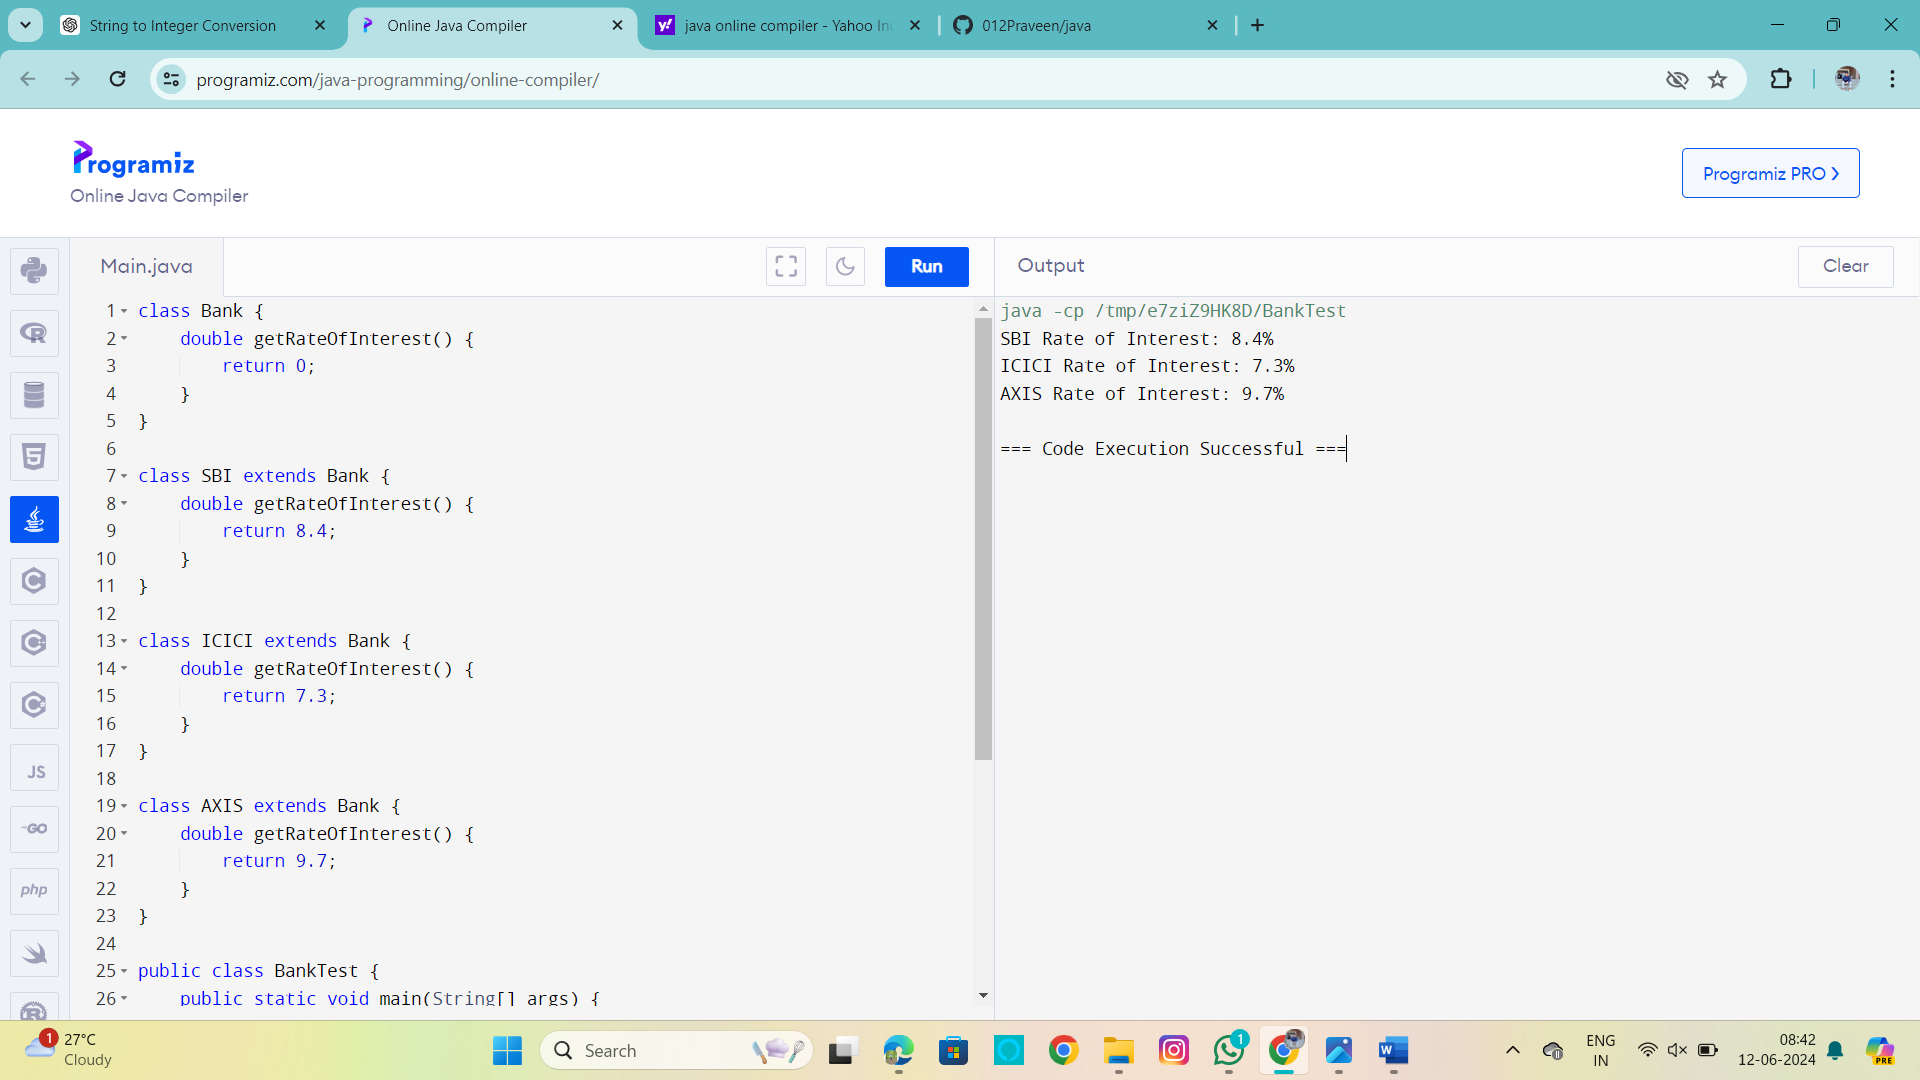 String to Integer Conversion
Online Java Compiler
java online compiler - Yahoo In
012Praveen/java
programiz.com/java-programming/online-compiler/
Programiz
Online Java Compiler
Programiz PRO
Main.java
Run
Output
Clear
1 class Bank {
2     double getRateOfInterest() {
3         return 0;
4     }
5 }
6
7 class SBI extends Bank {
8     double getRateOfInterest() {
9         return 8.4;
10     }
11 }
12
13 class ICICI extends Bank {
14     double getRateOfInterest() {
15         return 7.3;
16     }
17 }
18
19 class AXIS extends Bank {
20     double getRateOfInterest() {
21         return 9.7;
22     }
23 }
24
25 public class BankTest {
26     public static void main(String[] args) {
java -cp /tmp/e7ziZ9HK8D/BankTest
SBI Rate of Interest: 8.4%
ICICI Rate of Interest: 7.3%
AXIS Rate of Interest: 9.7%
=== Code Execution Successful ===
JS
GO
php
1
27°C
Cloudy
Search
1
W
ENG
IN
08:42
12-06-2024
PRE